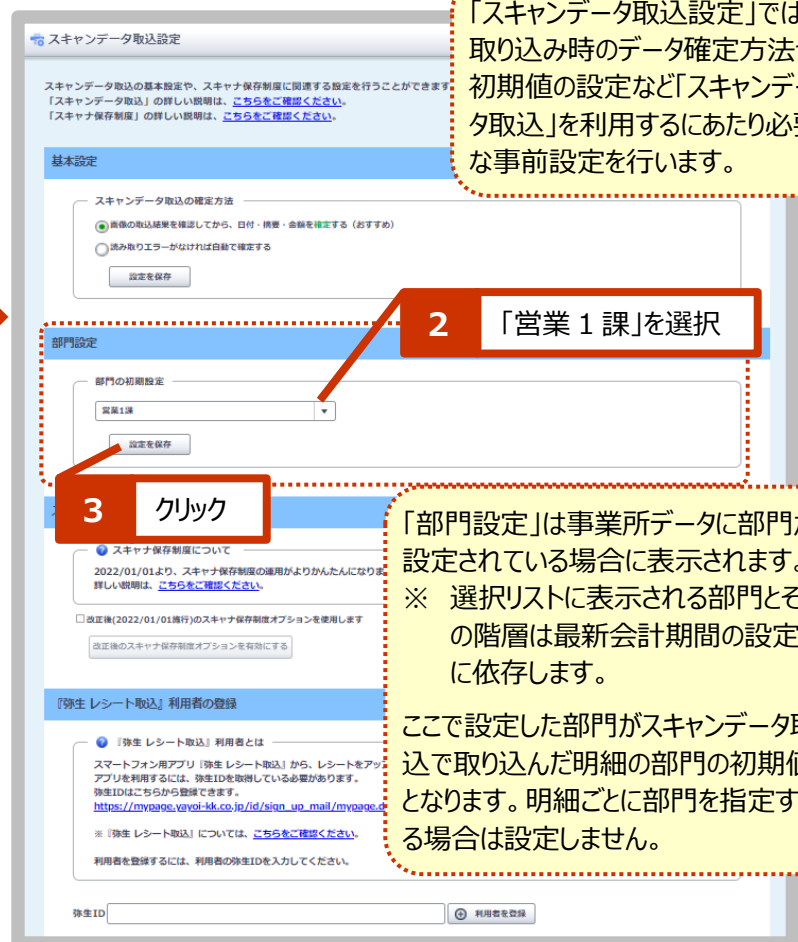 スキャンデータ取込設定
「スキャンデータ取込設定」では
取り込み時のデータ確定方法
初期値の設定など「スキャンデー
タ取込」を利用するにあたり必要
な事前設定を行います。
スキャンデータ取込の基本設定や、スキャナ保存制度に関連する設定を行うことができます
「スキャンデータ取込」の詳しい説明は、こちらをご確認ください。
「スキャナ保存制度」の詳しい説明は、こちらをご確認ください。
基本設定
スキャンデータ取込の確定方法
画像の取込結果を確認してから、日付・摘要・金額を確定する（おすすめ）
読み取りエラーがなければ自動で確定する
設定を保存
2 「営業1課」を選択
部門設定
部門の初期設定
営業1課
設定を保存
3 クリック
スキャナ保存制度について
2022/01/01より、スキャナ保存制度の運用がよりかんたんになりま
詳しい説明は、こちらをご確認ください。
改正後(2022/01/01施行)のスキャナ保存制度オプションを使用します
改正後のスキャナ保存制度オプションを有効にする
「部門設定」は事業所データに部門が
設定されている場合に表示されます。
※ 選択リストに表示される部門とそ
の階層は最新会計期間の設定
に依存します。
ここで設定した部門がスキャンデータ取
込で取り込んだ明細の部門の初期値
となります。明細ごとに部門を指定す
る場合は設定しません。
『弥生 レシート取込』利用者の登録
『弥生 レシート取込』利用者とは
スマートフォン用アプリ『弥生 レシート取込』から、レシートをアッ
アプリを利用するには、弥生IDを取得している必要があります。
弥生IDはこちらから登録できます。
https://mypage.yayoi-kk.co.jp/id/sign_up_mail/mypage.d
※『弥生 レシート取込』については、こちらをご確認ください。
利用者を登録するには、利用者の弥生IDを入力してください。
弥生ID
利用者を登録